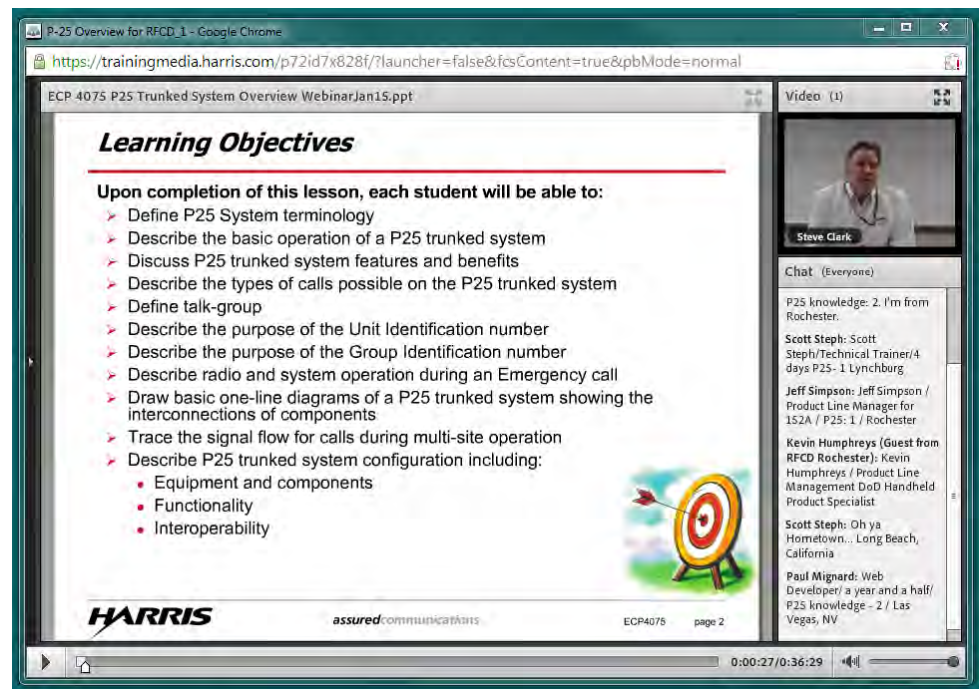 P-25 Overview for RFCD_1 - Google Chrome
https://trainingmedia.harris.com/p72id7x828f/?launcher=false&fcsContent=true&pbMode=normal
ECP 4075 P25 Trunked System Overview WebinarJan15.ppt
Learning Objectives
Upon completion of this lesson, each student will be able to:
Define P25 System terminology
Describe the basic operation of a P25 trunked system
Discuss P25 trunked system features and benefits
Describe the types of calls possible on the P25 trunked system
Define talk-group
Describe the purpose of the Unit Identification number
Describe the purpose of the Group Identification number
Describe radio and system operation during an Emergency call
Draw basic one-line diagrams of a P25 trunked system showing the
interconnections of components
Trace the signal flow for calls during multi-site operation
Describe P25 trunked system configuration including:
Equipment and components
Functionality
Interoperability
HARRIS
assuredcommunications
ECP4075 page 2
Video (1)
Steve Clark
Chat (Everyone)
P25 knowledge: 2. I'm from
Rochester.
Scott Steph: Scott
Steph/Technical Trainer/4
days P25- 1 Lynchburg
Jeff Simpson: Jeff Simpson /
Product Line Manager for
152A / P25: 1 / Rochester
Kevin Humphreys (Guest from
RFCD Rochester): Kevin
Humphreys / Product Line
Management DoD Handheld
Product Specialist
Scott Steph: Oh ya
Hometown... Long Beach,
California
Paul Mignard: Web
Developer/ a year and a half/
P25 knowledge - 2 / Las
Vegas, NV
0:00:27/0:36:29